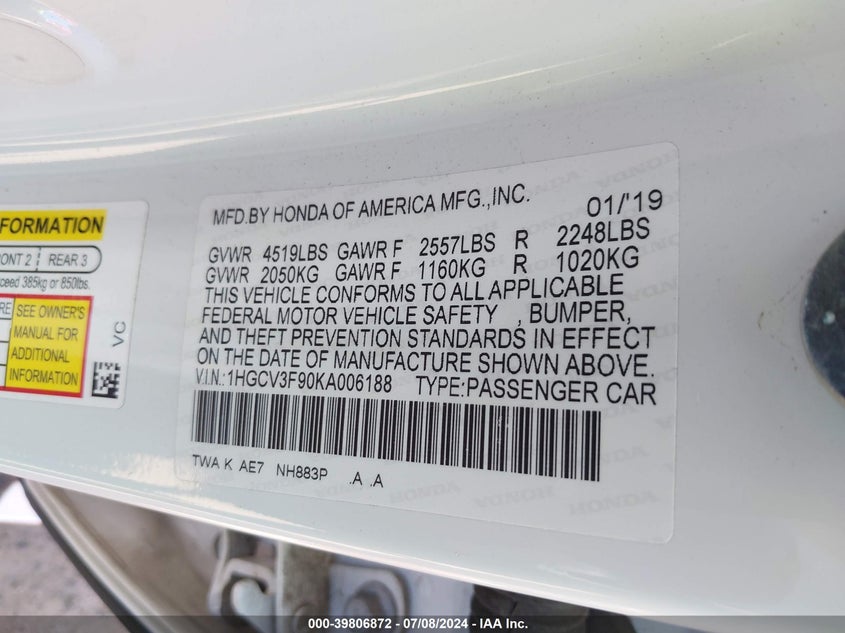 FORMATION
ONT 2 REAR 3
ceed 385kg or 850lbs.
RE
SEE OWNER'S
MANUAL FOR
ADDITIONAL
INFORMATION
VC
MFD.BY HONDA OF AMERICA MFG.,INC. 01/'19
GVWR 4519LBS GAWR F 2557LBS R 2248LBS
GVWR 2050KG GAWR F 1160KG R 1020KG
THIS VEHICLE CONFORMS TO ALL APPLICABLE
FEDERAL MOTOR VEHICLE SAFETY , BUMPER,
AND THEFT PREVENTION STANDARDS IN EFFECT
ON THE DATE OF MANUFACTURE SHOWN ABOVE.
V.I.N.:1HGCV3F90KA006188 TYPE:PASSENGER CAR
TWA K AE7 NH883P .A .A
000-39806872 - 07/08/2024 - IAA Inc.